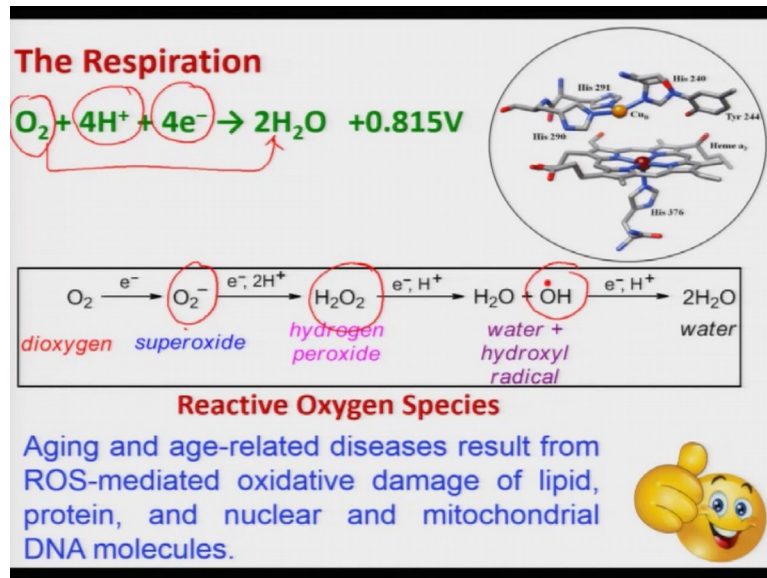 The Respiration
O₂ + 4H⁺ + 4e⁻ → 2H₂O +0.815V
His 291
His 240
Cu_B
Tyr 244
His 290
Heme a₃
His 376
O₂ —e⁻→ O₂⁻ —e⁻, 2H⁺→ H₂O₂ —e⁻, H⁺→ H₂O + ȮH —e⁻, H⁺→ 2H₂O
dioxygen superoxide hydrogen peroxide water + hydroxyl radical water
Reactive Oxygen Species
Aging and age-related diseases result from
ROS-mediated oxidative damage of lipid,
protein, and nuclear and mitochondrial
DNA molecules.